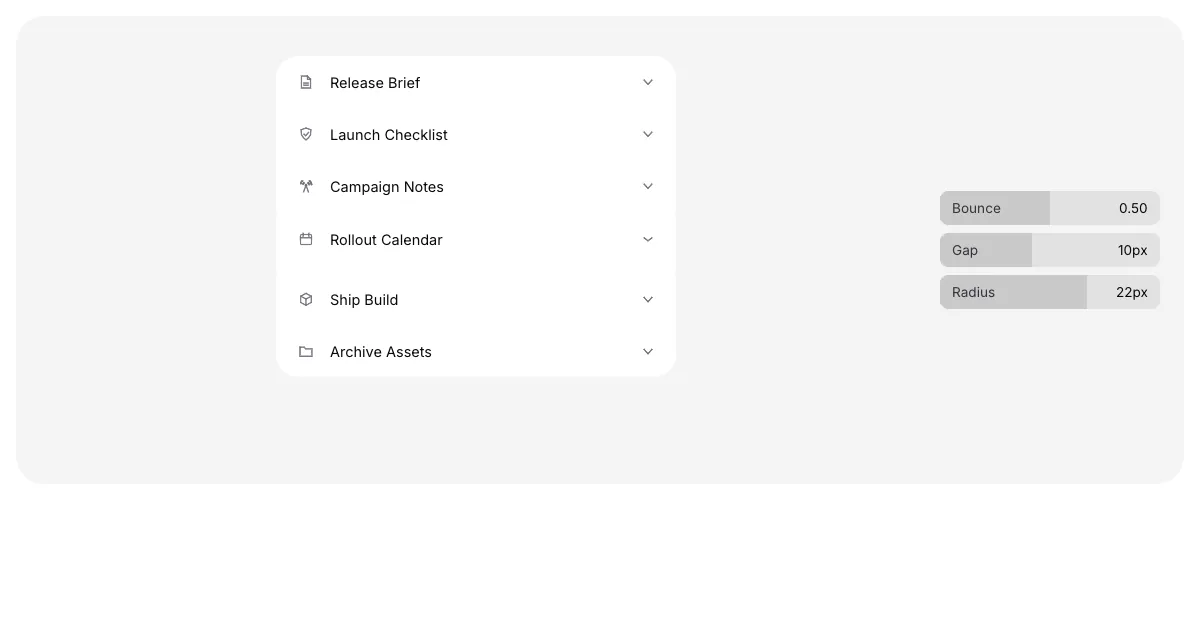 Release Brief
Launch Checklist
Campaign Notes
Rollout Calendar
Ship Build
Archive Assets
Bounce 0.50
Gap 10px
Radius 22px